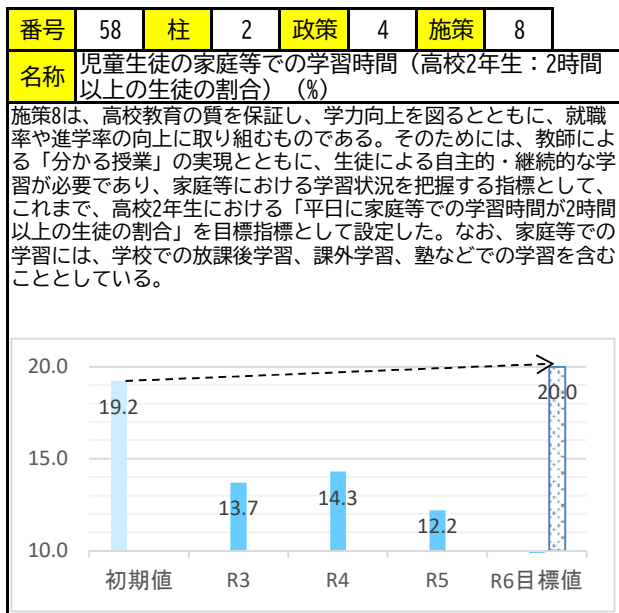 番号 58 柱 2 政策 4 施策 8
名称 児童生徒の家庭等での学習時間（高校2年生：2時間
以上の生徒の割合）（%）
施策8は、高校教育の質を保証し、学力向上を図るとともに、就職
率や進学率の向上に取り組むものである。そのためには、教師によ
る「分かる授業」の実現とともに、生徒による自主的・継続的な学
習が必要であり、家庭等における学習状況を把握する指標として、
これまで、高校2年生における「平日に家庭等での学習時間が2時間
以上の生徒の割合」を目標指標として設定した。なお、家庭等での
学習には、学校での放課後学習、課外学習、塾などでの学習を含む
こととしている。
20.0
15.0
10.0
19.2
13.7
14.3
12.2
20.0
初期値 R3 R4 R5 R6目標値